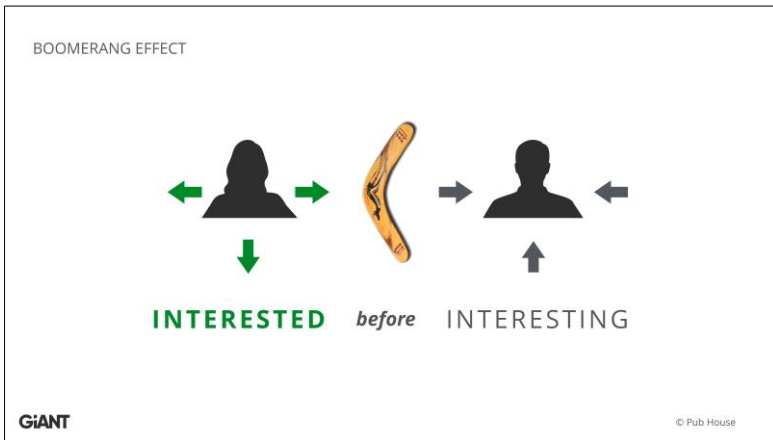 BOOMERANG EFFECT
INTERESTED before INTERESTING
GiANT
© Pub House